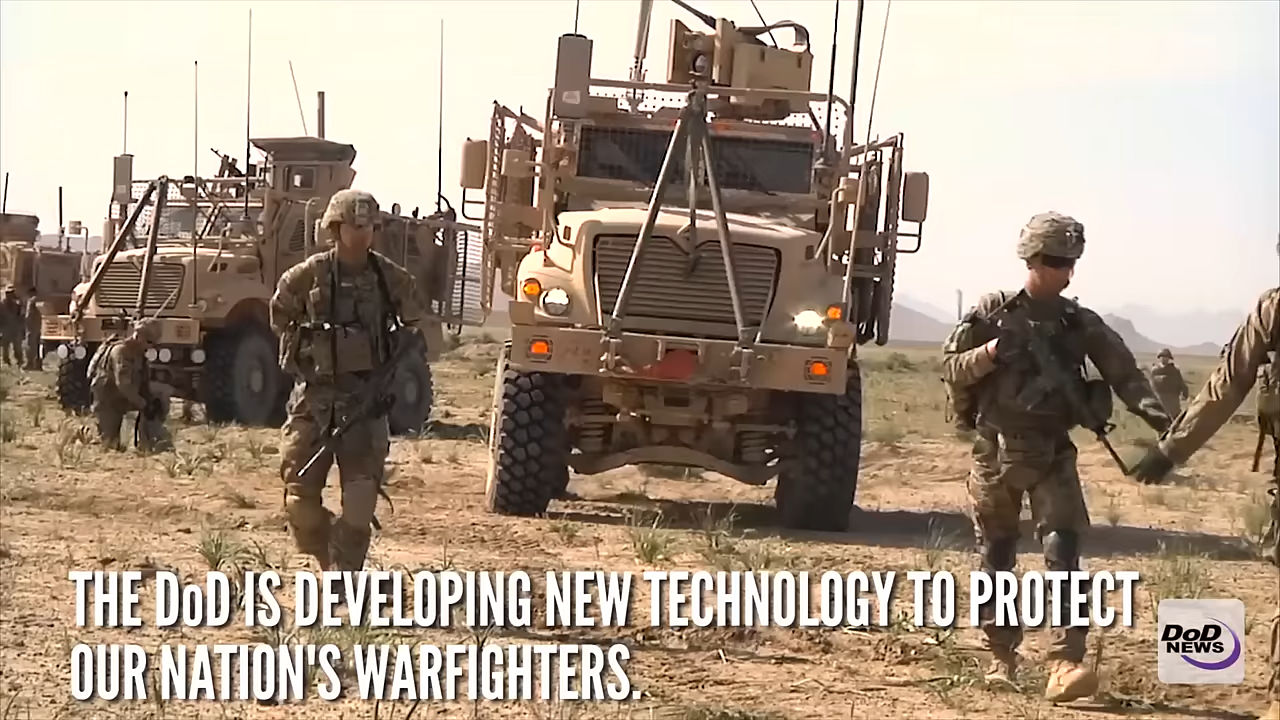 THE DoD IS DEVELOPING NEW TECHNOLOGY TO PROTECT
OUR NATION'S WARFIGHTERS.
DoD
NEWS